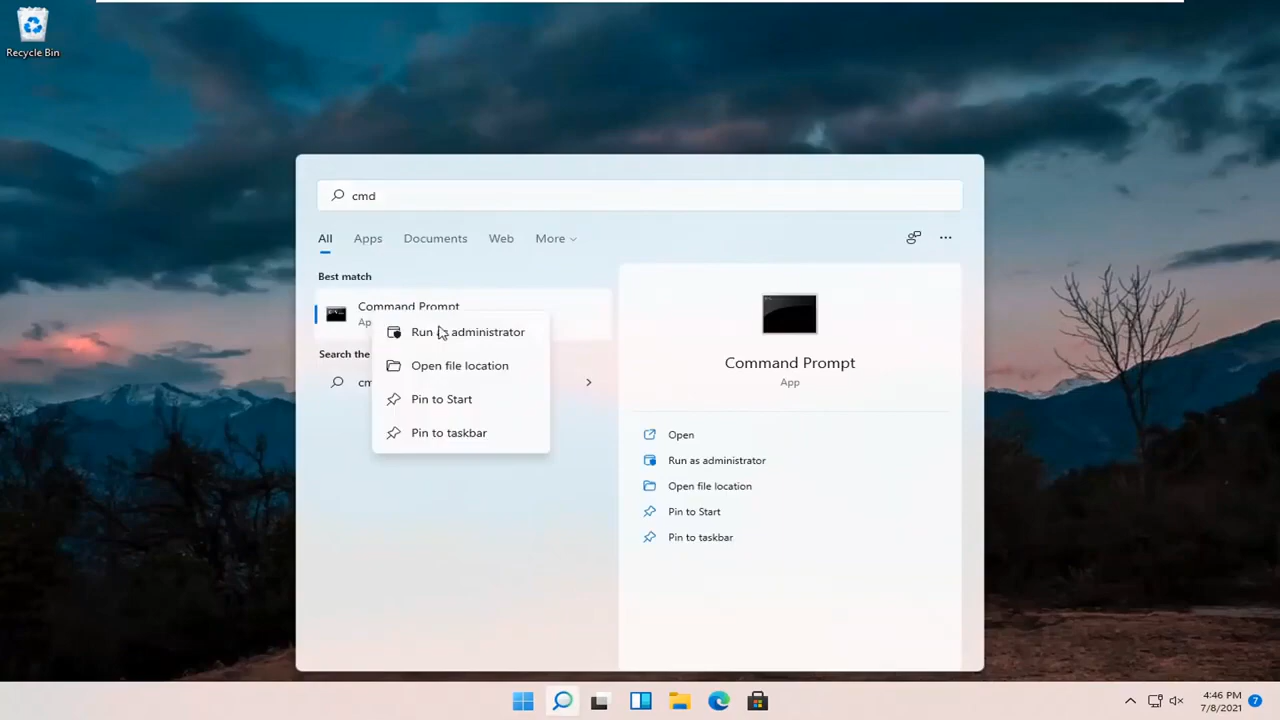 Recycle Bin
cmd
All Apps Documents Web More
Best match
Command Prompt
Run as administrator
Search the
Open file location
Pin to Start
Pin to taskbar
Command Prompt
App
Open
Run as administrator
Open file location
Pin to Start
Pin to taskbar
4:46 PM
7/8/2021
7